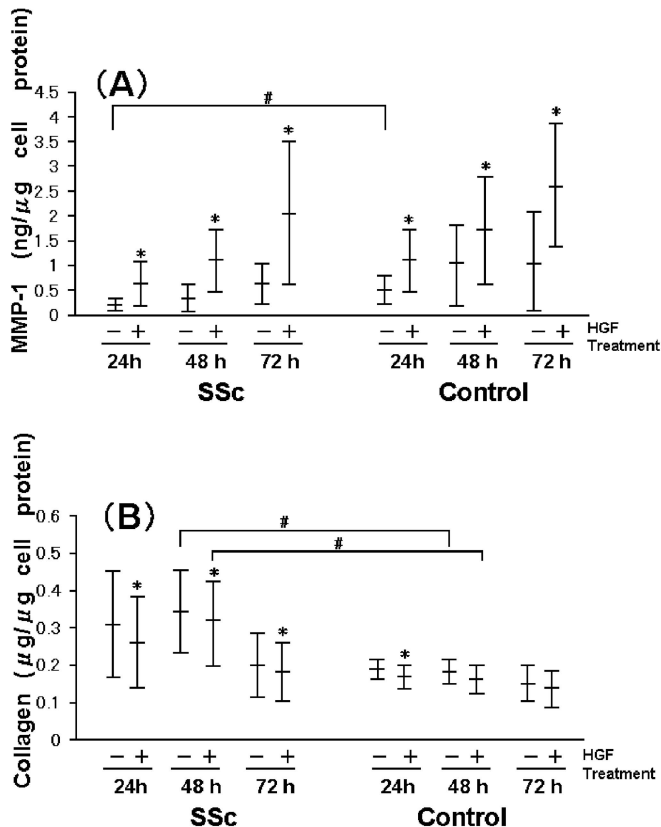 (A)
MMP-1 (ng/μg cell protein)
4.5
4
3.5
3
2.5
2
1.5
1
0.5
0
#
* * * * * *
− + − + − + − + − + − + HGF
Treatment
24h 48 h 72 h 24h 48 h 72 h
SSc Control
(B)
Collagen (μg/μg cell protein)
0.6
0.5
0.4
0.3
0.2
0.1
0
#
#
* * * *
− + − + − + − + − + − + HGF
Treatment
24h 48 h 72 h 24h 48 h 72 h
SSc Control